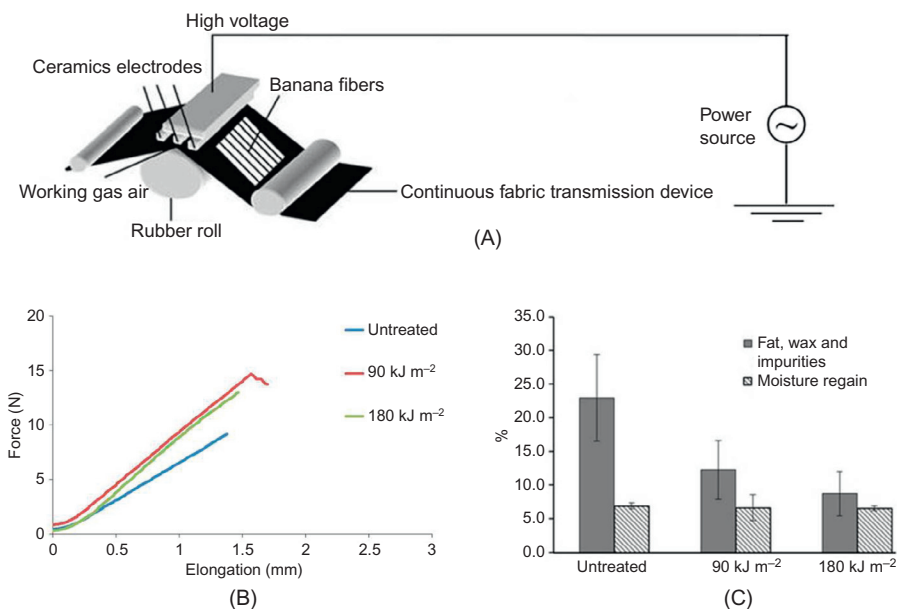 High voltage
Ceramics electrodes
Banana fibers
Power
source
Working gas air
Continuous fabric transmission device
Rubber roll
(A)
20
15
10
5
0
Force (N)
0
0.5
1
1.5
2
2.5
3
Elongation (mm)
Untreated
90 kJ m⁻²
180 kJ m⁻²
(B)
35.0
30.0
25.0
20.0
15.0
10.0
5.0
0.0
%
Fat, wax and
impurities
Moisture regain
Untreated
90 kJ m⁻²
180 kJ m⁻²
(C)